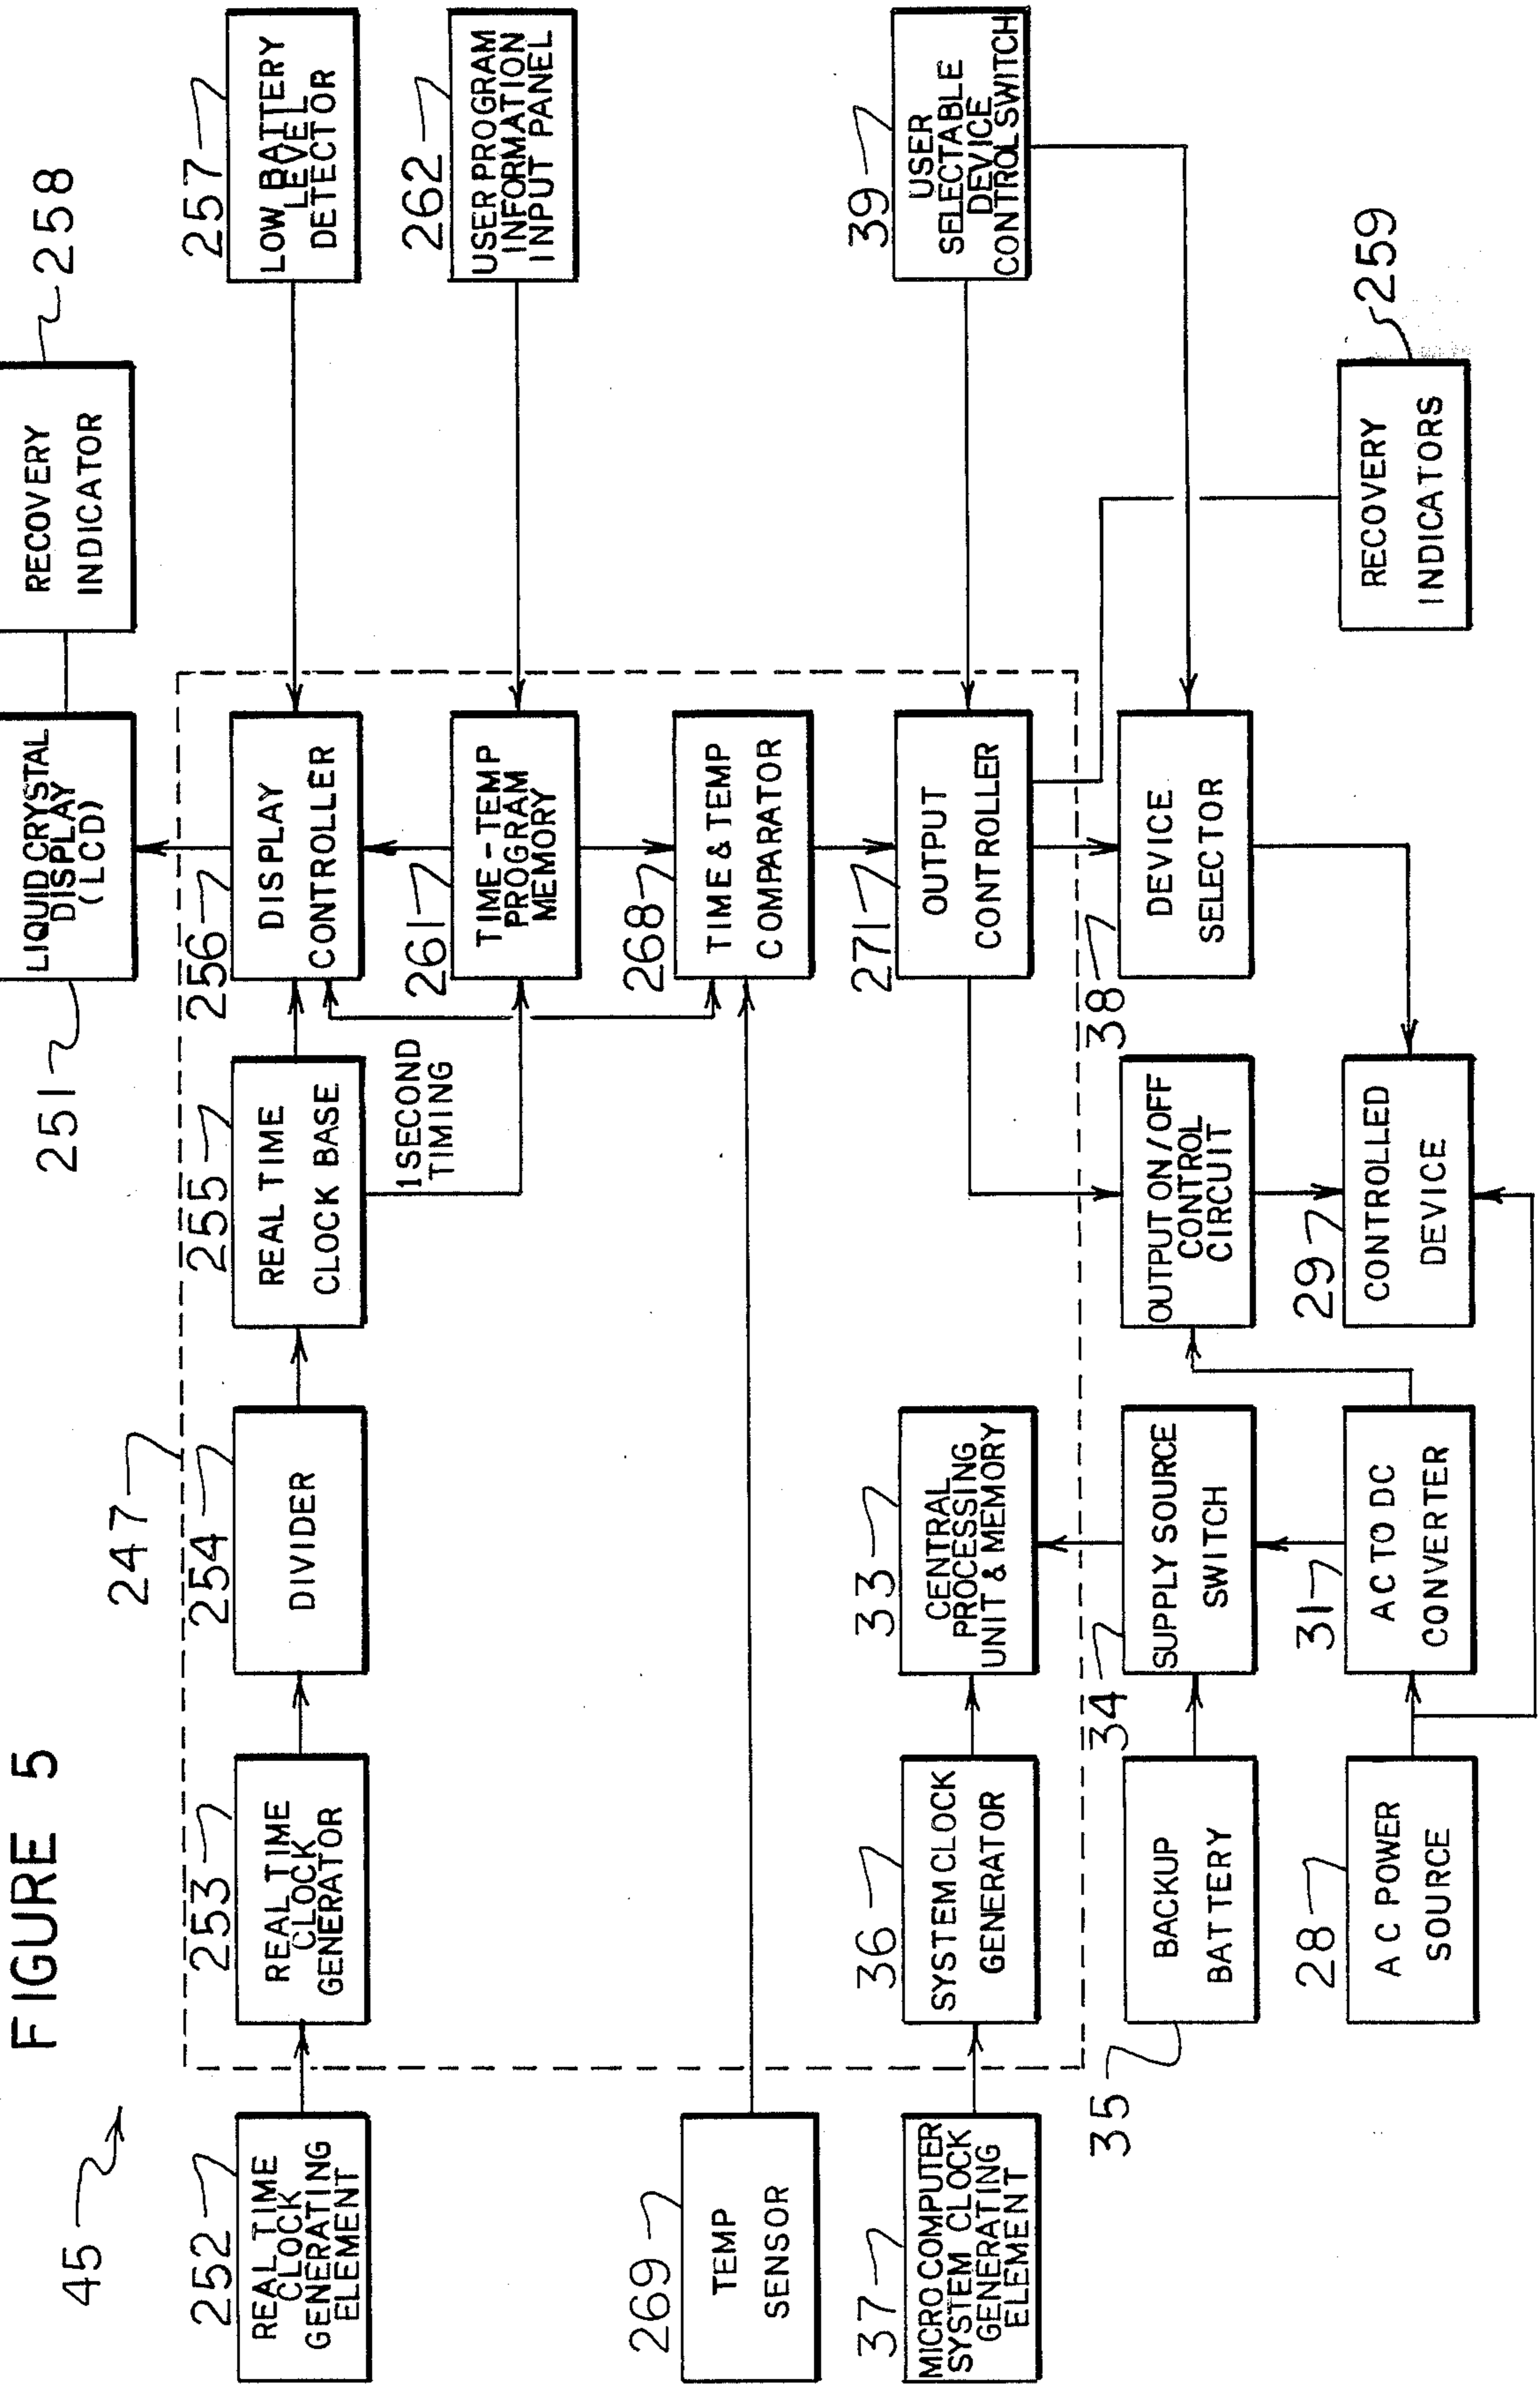 FIGURE 5
45
251
LIQUID CRYSTAL
DISPLAY
(LCD)
RECOVERY
INDICATOR
258
247
252
REAL TIME
CLOCK
GENERATING
ELEMENT
253
REAL TIME
CLOCK
GENERATOR
254
DIVIDER
255
REAL TIME
CLOCK BASE
256
DISPLAY
CONTROLLER
257
LOW BATTERY
LEVEL
DETECTOR
1 SECOND
TIMING
261
TIME-TEMP
PROGRAM
MEMORY
262
USER PROGRAM
INFORMATION
INPUT PANEL
269
TEMP
SENSOR
268
TIME & TEMP
COMPARATOR
37
MICROCOMPUTER
SYSTEM CLOCK
GENERATING
ELEMENT
36
SYSTEM CLOCK
GENERATOR
33
CENTRAL
PROCESSING
UNIT & MEMORY
271
OUTPUT
CONTROLLER
39
USER
SELECTABLE
DEVICE
CONTROL SWITCH
35
BACKUP
BATTERY
34
SUPPLY SOURCE
SWITCH
OUTPUT ON/OFF
CONTROL
CIRCUIT
38
DEVICE
SELECTOR
28
AC POWER
SOURCE
31
AC TO DC
CONVERTER
29
CONTROLLED
DEVICE
RECOVERY
INDICATORS
259